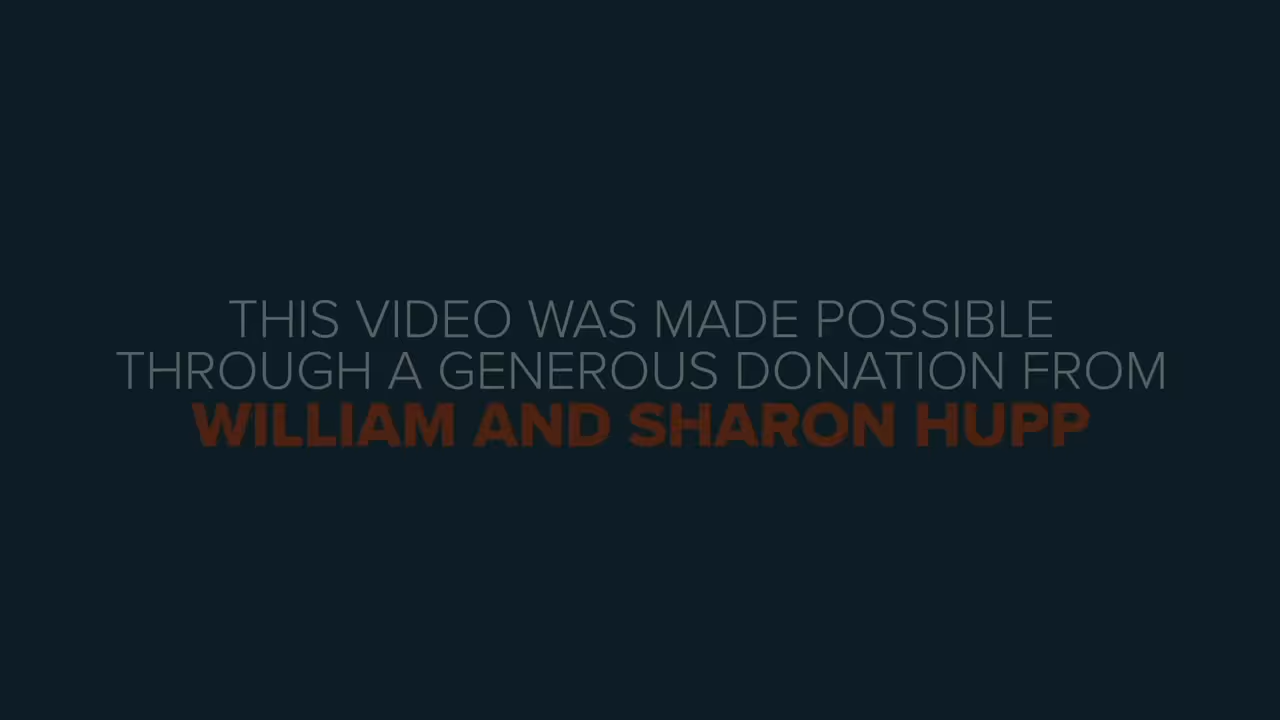 THIS VIDEO WAS MADE POSSIBLE
THROUGH A GENEROUS DONATION FROM
WILLIAM AND SHARON HUPP